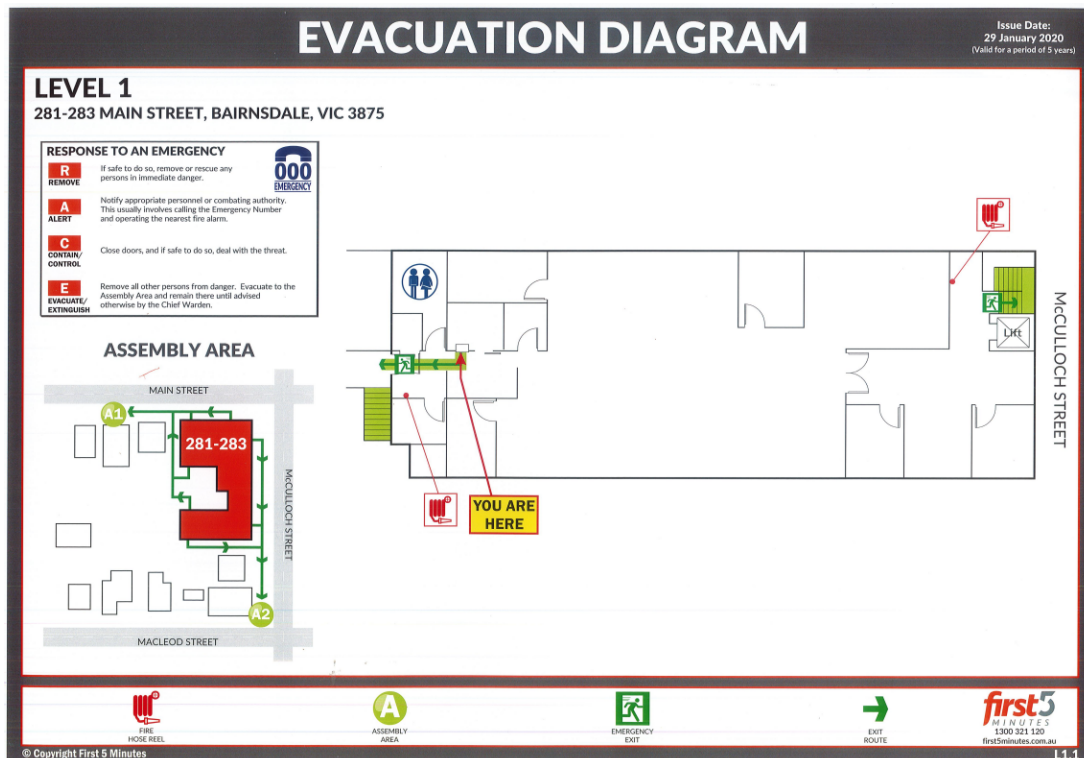 EVACUATION DIAGRAM
Issue Date:
29 January 2020
(Valid for a period of 5 years)
LEVEL 1
281-283 MAIN STREET, BAIRNSDALE, VIC 3875
RESPONSE TO AN EMERGENCY
000
EMERGENCY
R
REMOVE
If safe to do so, remove or rescue any
persons in immediate danger.
A
ALERT
Notify appropriate personnel or combating authority.
This usually involves calling the Emergency Number
and operating the nearest fire alarm.
C
CONTAIN/
CONTROL
Close doors, and if safe to do so, deal with the threat.
E
EVACUATE/
EXTINGUISH
Remove all other persons from danger. Evacuate to the
Assembly Area and remain there until advised
otherwise by the Chief Warden.
ASSEMBLY AREA
MAIN STREET
A1
281-283
McCULLOCH STREET
A2
MACLEOD STREET
YOU ARE
HERE
Lift
McCULLOCH STREET
FIRE
HOSE REEL
A
ASSEMBLY
AREA
EMERGENCY
EXIT
EXIT
ROUTE
first5
MINUTES
1300 321 120
first5minutes.com.au
© Copyright First 5 Minutes
L1.1